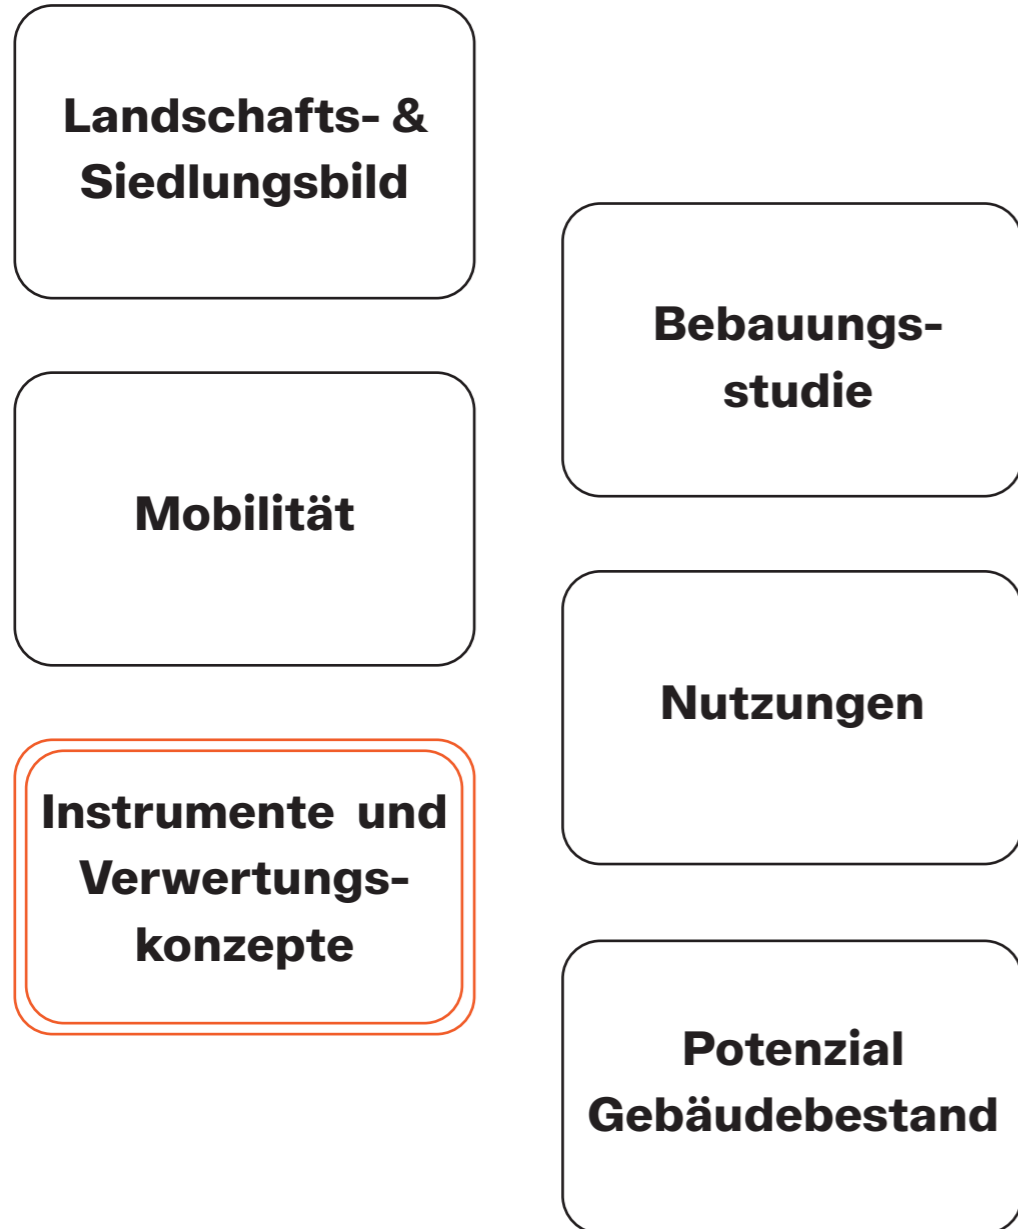 Landschafts- &
Siedlungsbild
Bebauungs-
studie
Mobilität
Nutzungen
Instrumente und
Verwertungs-
konzepte
Potenzial
Gebäudebestand